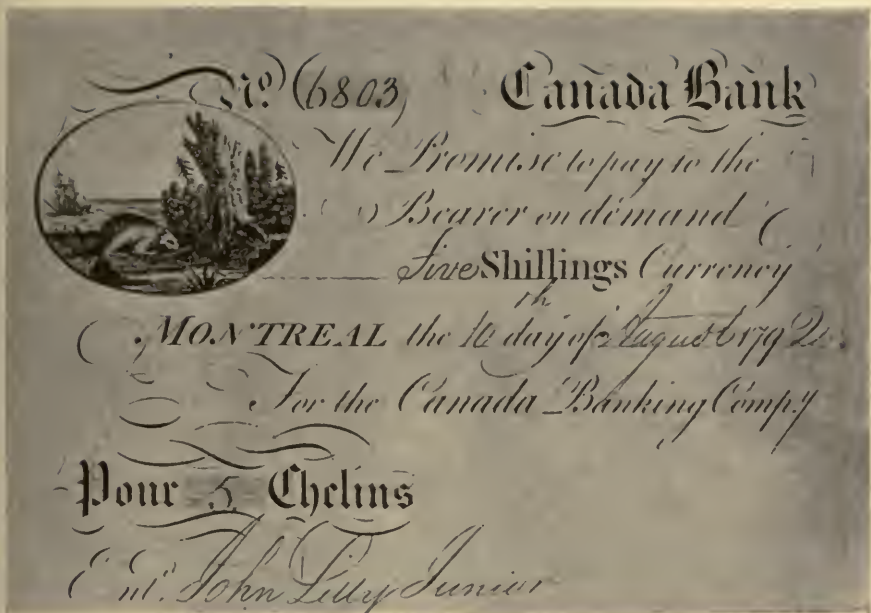 No. (6803) Canada Bank
We Promise to pay to the
Bearer on demand
Five Shillings Currency
MONTREAL the 10th day of August 1792
For the Canada Banking Compy
Pour 5 Chelins
Ent. John Lilly Junior